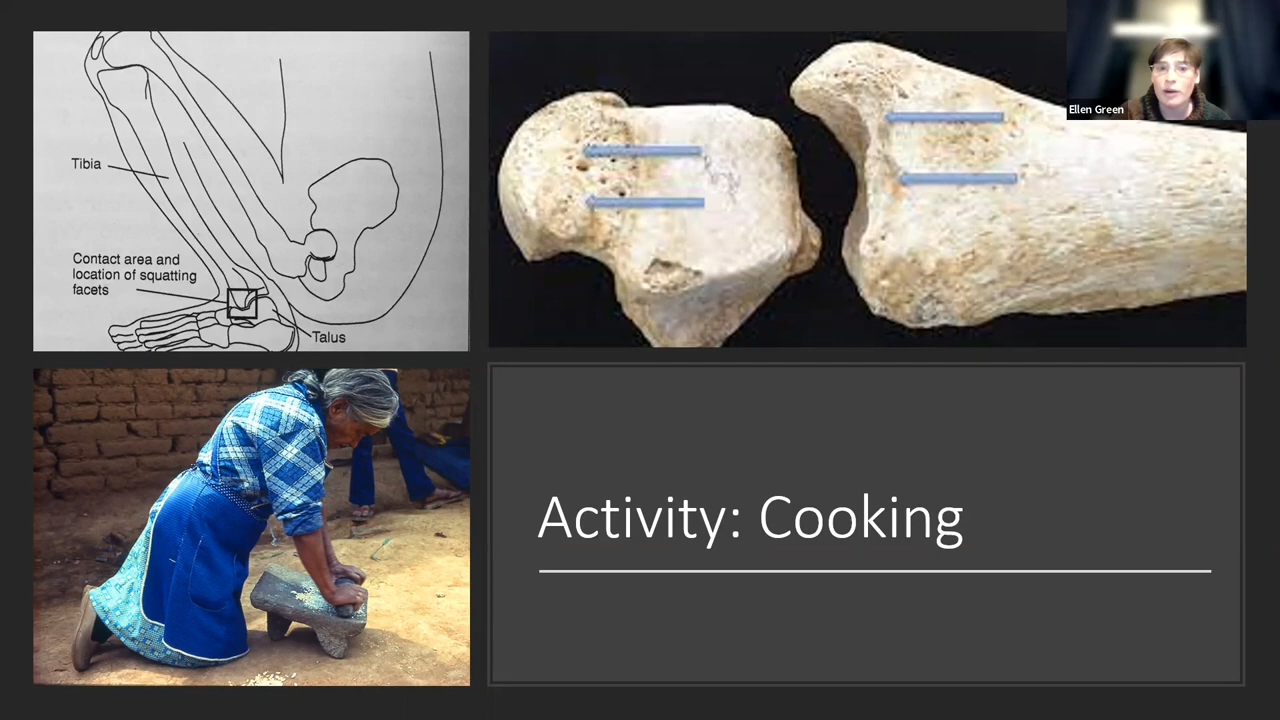 Tibia
Contact area and
location of squatting
facets
Talus
Ellen Green
Activity: Cooking